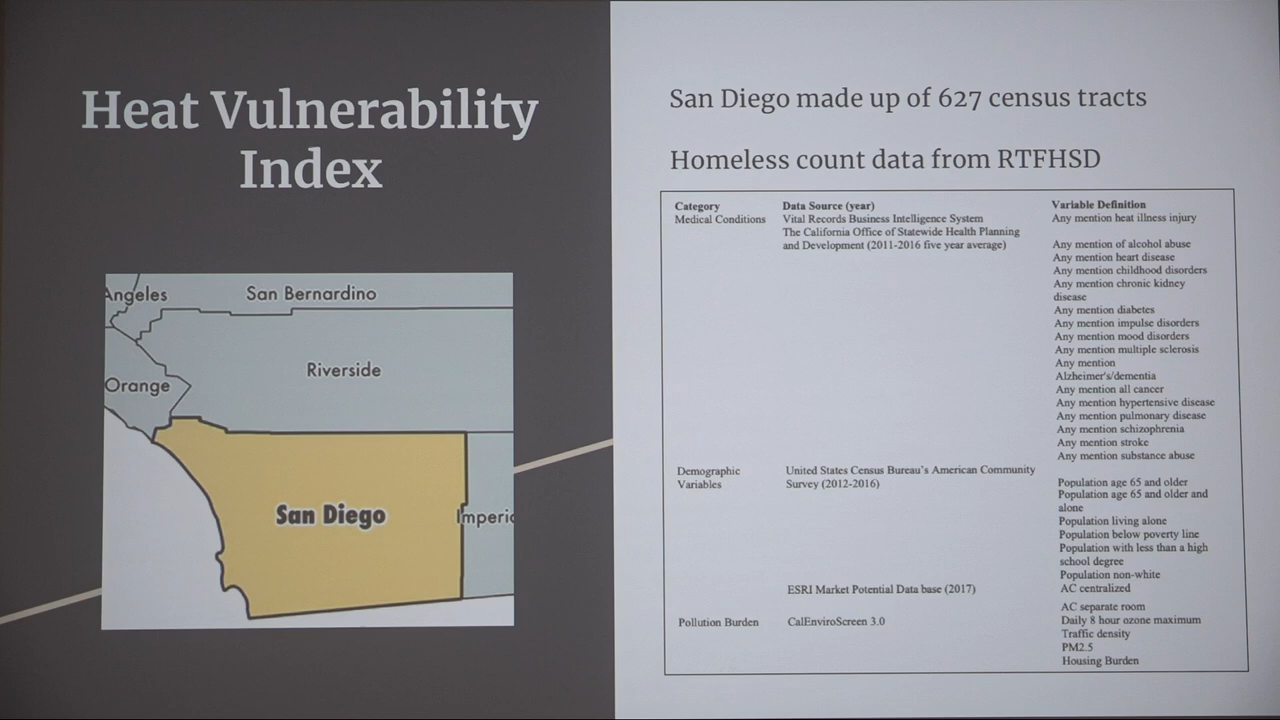 Heat Vulnerability
Index
Angeles
San Bernardino
Riverside
Orange
San Diego
Imperic
San Diego made up of 627 census tracts
Homeless count data from RTFHSD
Category Data Source (year) Variable Definition
Medical Conditions Vital Records Business Intelligence System Any mention heat illness injury
The California Office of Statewide Health Planning
and Development (2011-2016 five year average) Any mention of alcohol abuse
Any mention heart disease
Any mention childhood disorders
Any mention chronic kidney
disease
Any mention diabetes
Any mention impulse disorders
Any mention mood disorders
Any mention multiple sclerosis
Any mention
Alzheimer's/dementia
Any mention all cancer
Any mention hypertensive disease
Any mention pulmonary disease
Any mention schizophrenia
Any mention stroke
Any mention substance abuse
Demographic United States Census Bureau's American Community
Variables Survey (2012-2016) Population age 65 and older
Population age 65 and older and
alone
Population living alone
Population below poverty line
Population with less than a high
school degree
Population non-white
ESRI Market Potential Data base (2017) AC centralized
AC separate room
Pollution Burden CalEnviroScreen 3.0 Daily 8 hour ozone maximum
Traffic density
PM2.5
Housing Burden